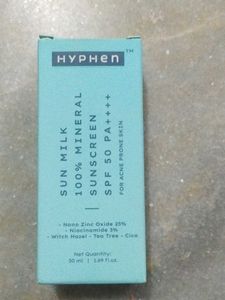 HYPHEN™
SUN MILK
100% MINERAL
SUNSCREEN
SPF 50 PA++++
FOR ACNE PRONE SKIN
- Nano Zinc Oxide 25%
- Niacinamide 3%
- Witch Hazel - Tea Tree - Cica
Net Quantity:
50 ml | 1.69 Fl.oz.